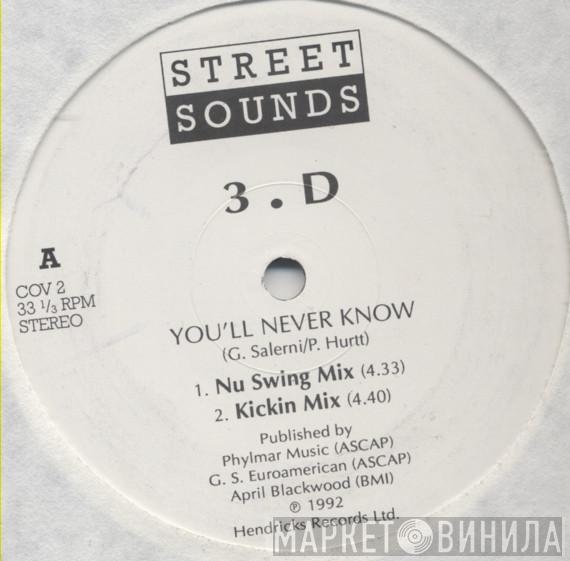 STREET
SOUNDS
3 . D
A
COV 2
33 1/3 RPM
STEREO
YOU'LL NEVER KNOW
(G. Salerni/P. Hurtt)
1. Nu Swing Mix (4.33)
2. Kickin Mix (4.40)
Published by
Phylmar Music (ASCAP)
G. S. Euroamerican (ASCAP)
April Blackwood (BMI)
℗ 1992
Hendricks Records Ltd.
МАРКЕТ ВИНИЛА